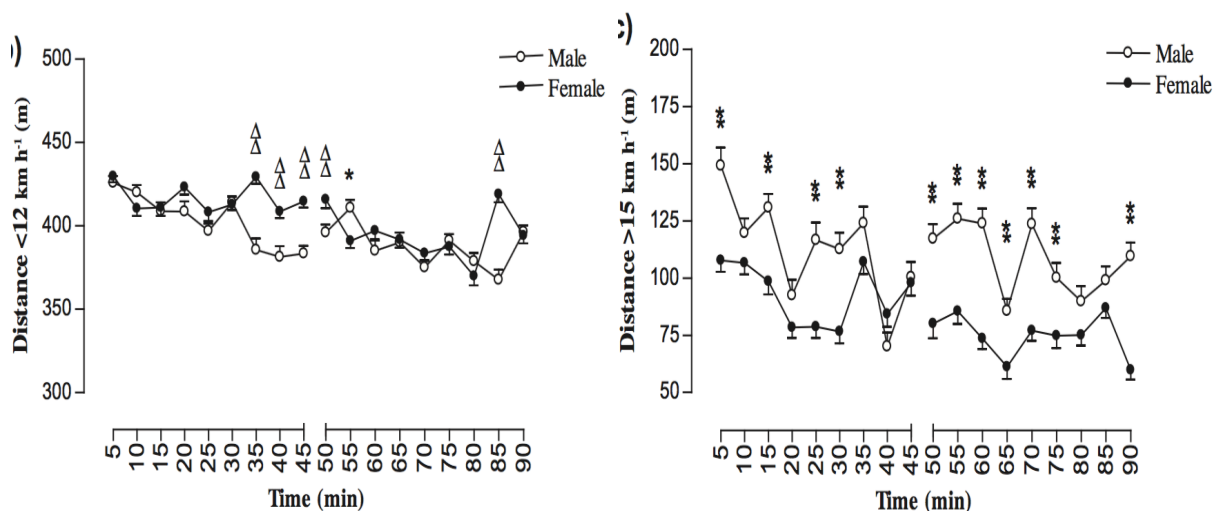 )
Distance <12 km h⁻¹ (m)
500
450
400
350
300
Male
Female
Δ
Δ
Δ
Δ
Δ
Δ
Δ
Δ
*
Δ
Δ
5 10 15 20 25 30 35 40 45 50 55 60 65 70 75 80 85 90
Time (min)
c)
Distance >15 km h⁻¹ (m)
200
175
150
125
100
75
50
Male
Female
**
**
**
**
**
**
**
**
**
**
**
5 10 15 20 25 30 35 40 45 50 55 60 65 70 75 80 85 90
Time (min)